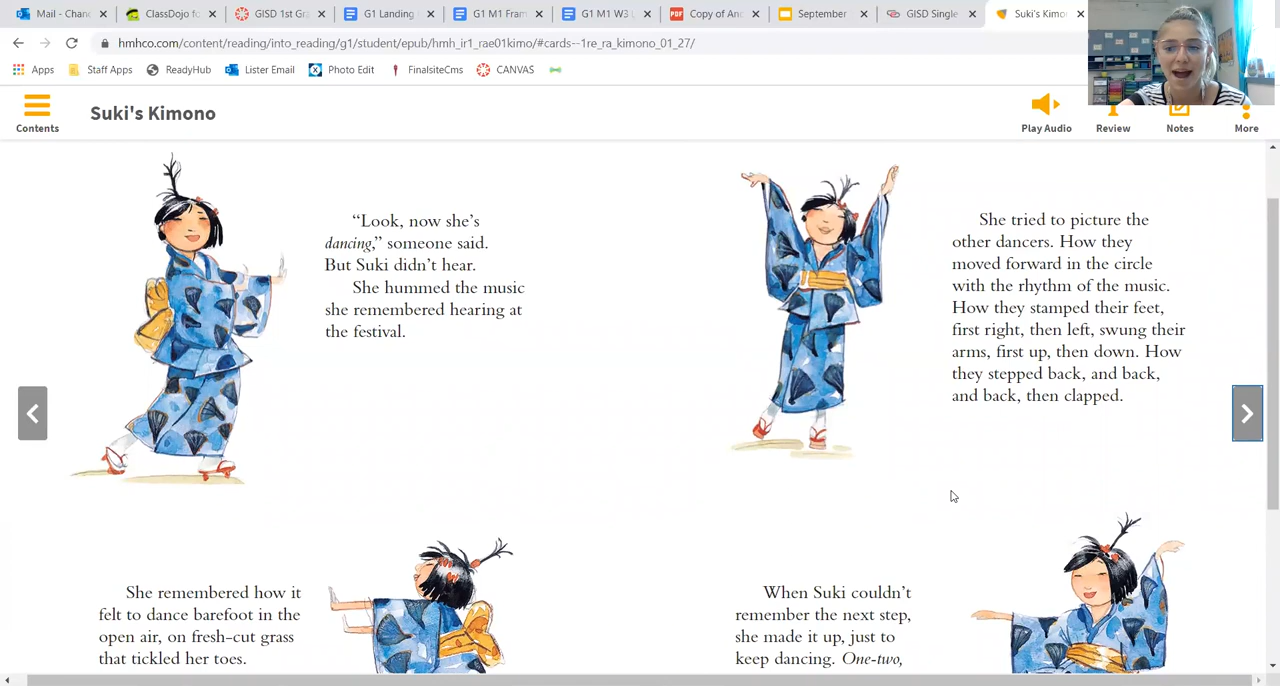 Mail - Chan
ClassDojo fo
GISD 1st Gra
G1 Landing
G1 M1 Fram
G1 M1 W3 L
Copy of Anc
September
GISD Single
Suki's Kimo
hmhco.com/content/reading/into_reading/g1/student/epub/hmh_ir1_rae01kimo/#cards--1re_ra_kimono_01_27/
Apps
Staff Apps
ReadyHub
Lister Email
Photo Edit
FinalsiteCms
CANVAS
Contents
Suki's Kimono
Play Audio
Review
Notes
More
“Look, now she’s
dancing,” someone said.
But Suki didn’t hear.
She hummed the music
she remembered hearing at
the festival.
She tried to picture the
other dancers. How they
moved forward in the circle
with the rhythm of the music.
How they stamped their feet,
first right, then left, swung their
arms, first up, then down. How
they stepped back, and back,
and back, then clapped.
She remembered how it
felt to dance barefoot in the
open air, on fresh-cut grass
that tickled her toes.
When Suki couldn’t
remember the next step,
she made it up, just to
keep dancing. One-two,